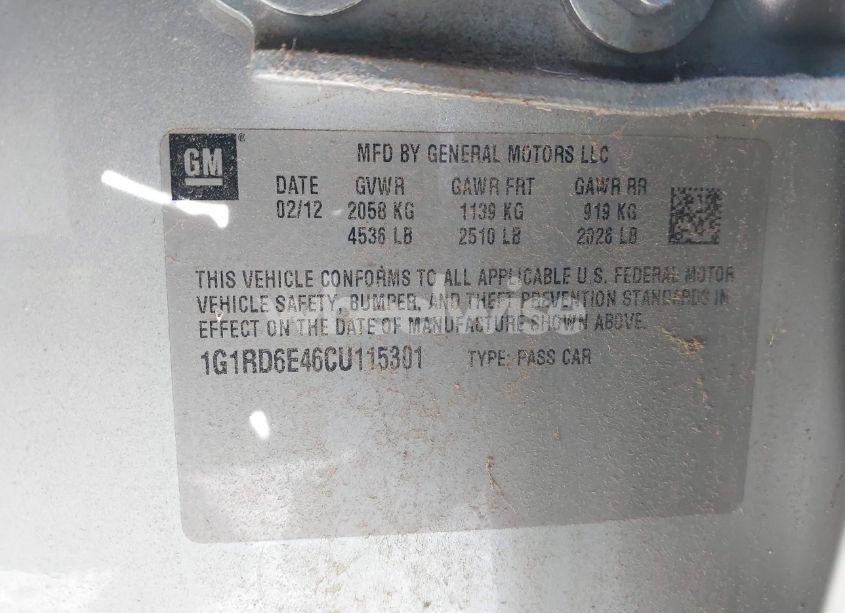 GM ® MFD BY GENERAL MOTORS LLC
DATE GVWR GAWR FRT GAWR RR
02/12 2058 KG 1139 KG 919 KG
4536 LB 2510 LB 2026 LB
THIS VEHICLE CONFORMS TO ALL APPLICABLE U.S. FEDERAL MOTOR
VEHICLE SAFETY, BUMPER, AND THEFT PREVENTION STANDARDS IN
EFFECT ON THE DATE OF MANUFACTURE SHOWN ABOVE.
1G1RD6E46CU115301 TYPE: PASS CAR